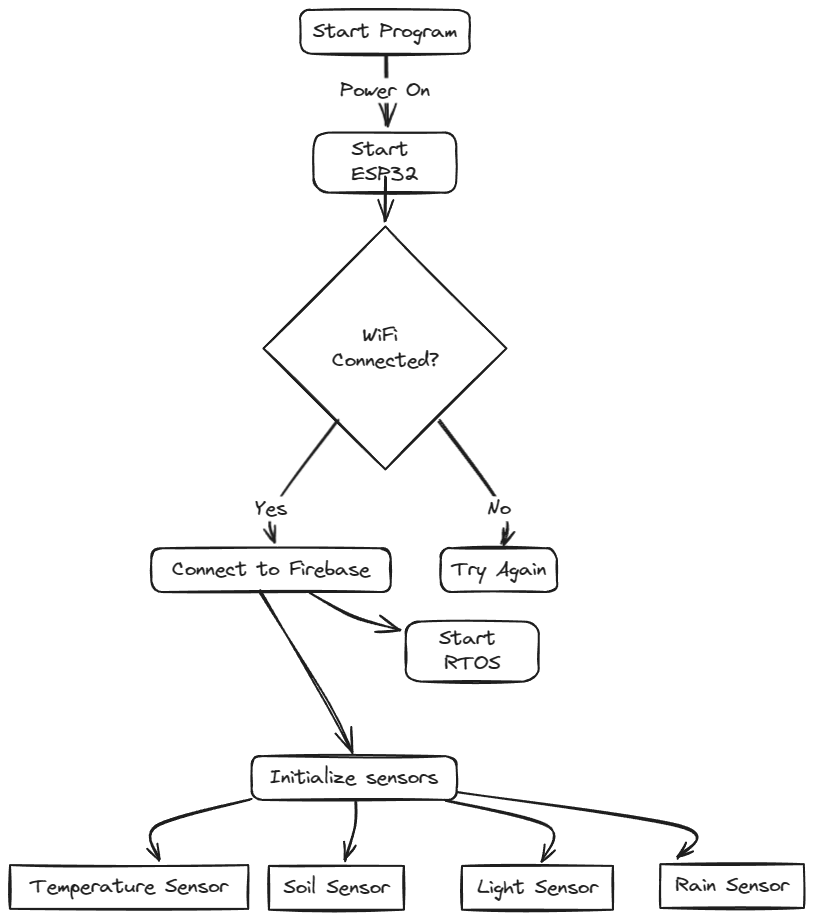 Start Program
Power On
Start
ESP32
WiFi
Connected?
Yes
No
Connect to Firebase
Try Again
Start
RTOS
Initialize sensors
Temperature Sensor
Soil Sensor
Light Sensor
Rain Sensor